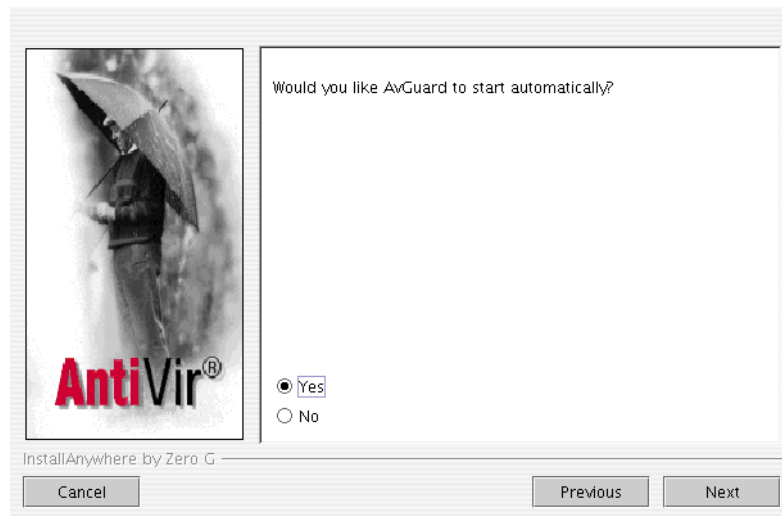 Would you like AvGuard to start automatically?
AntiVir®
Yes
No
InstallAnywhere by Zero G
Cancel
Previous
Next